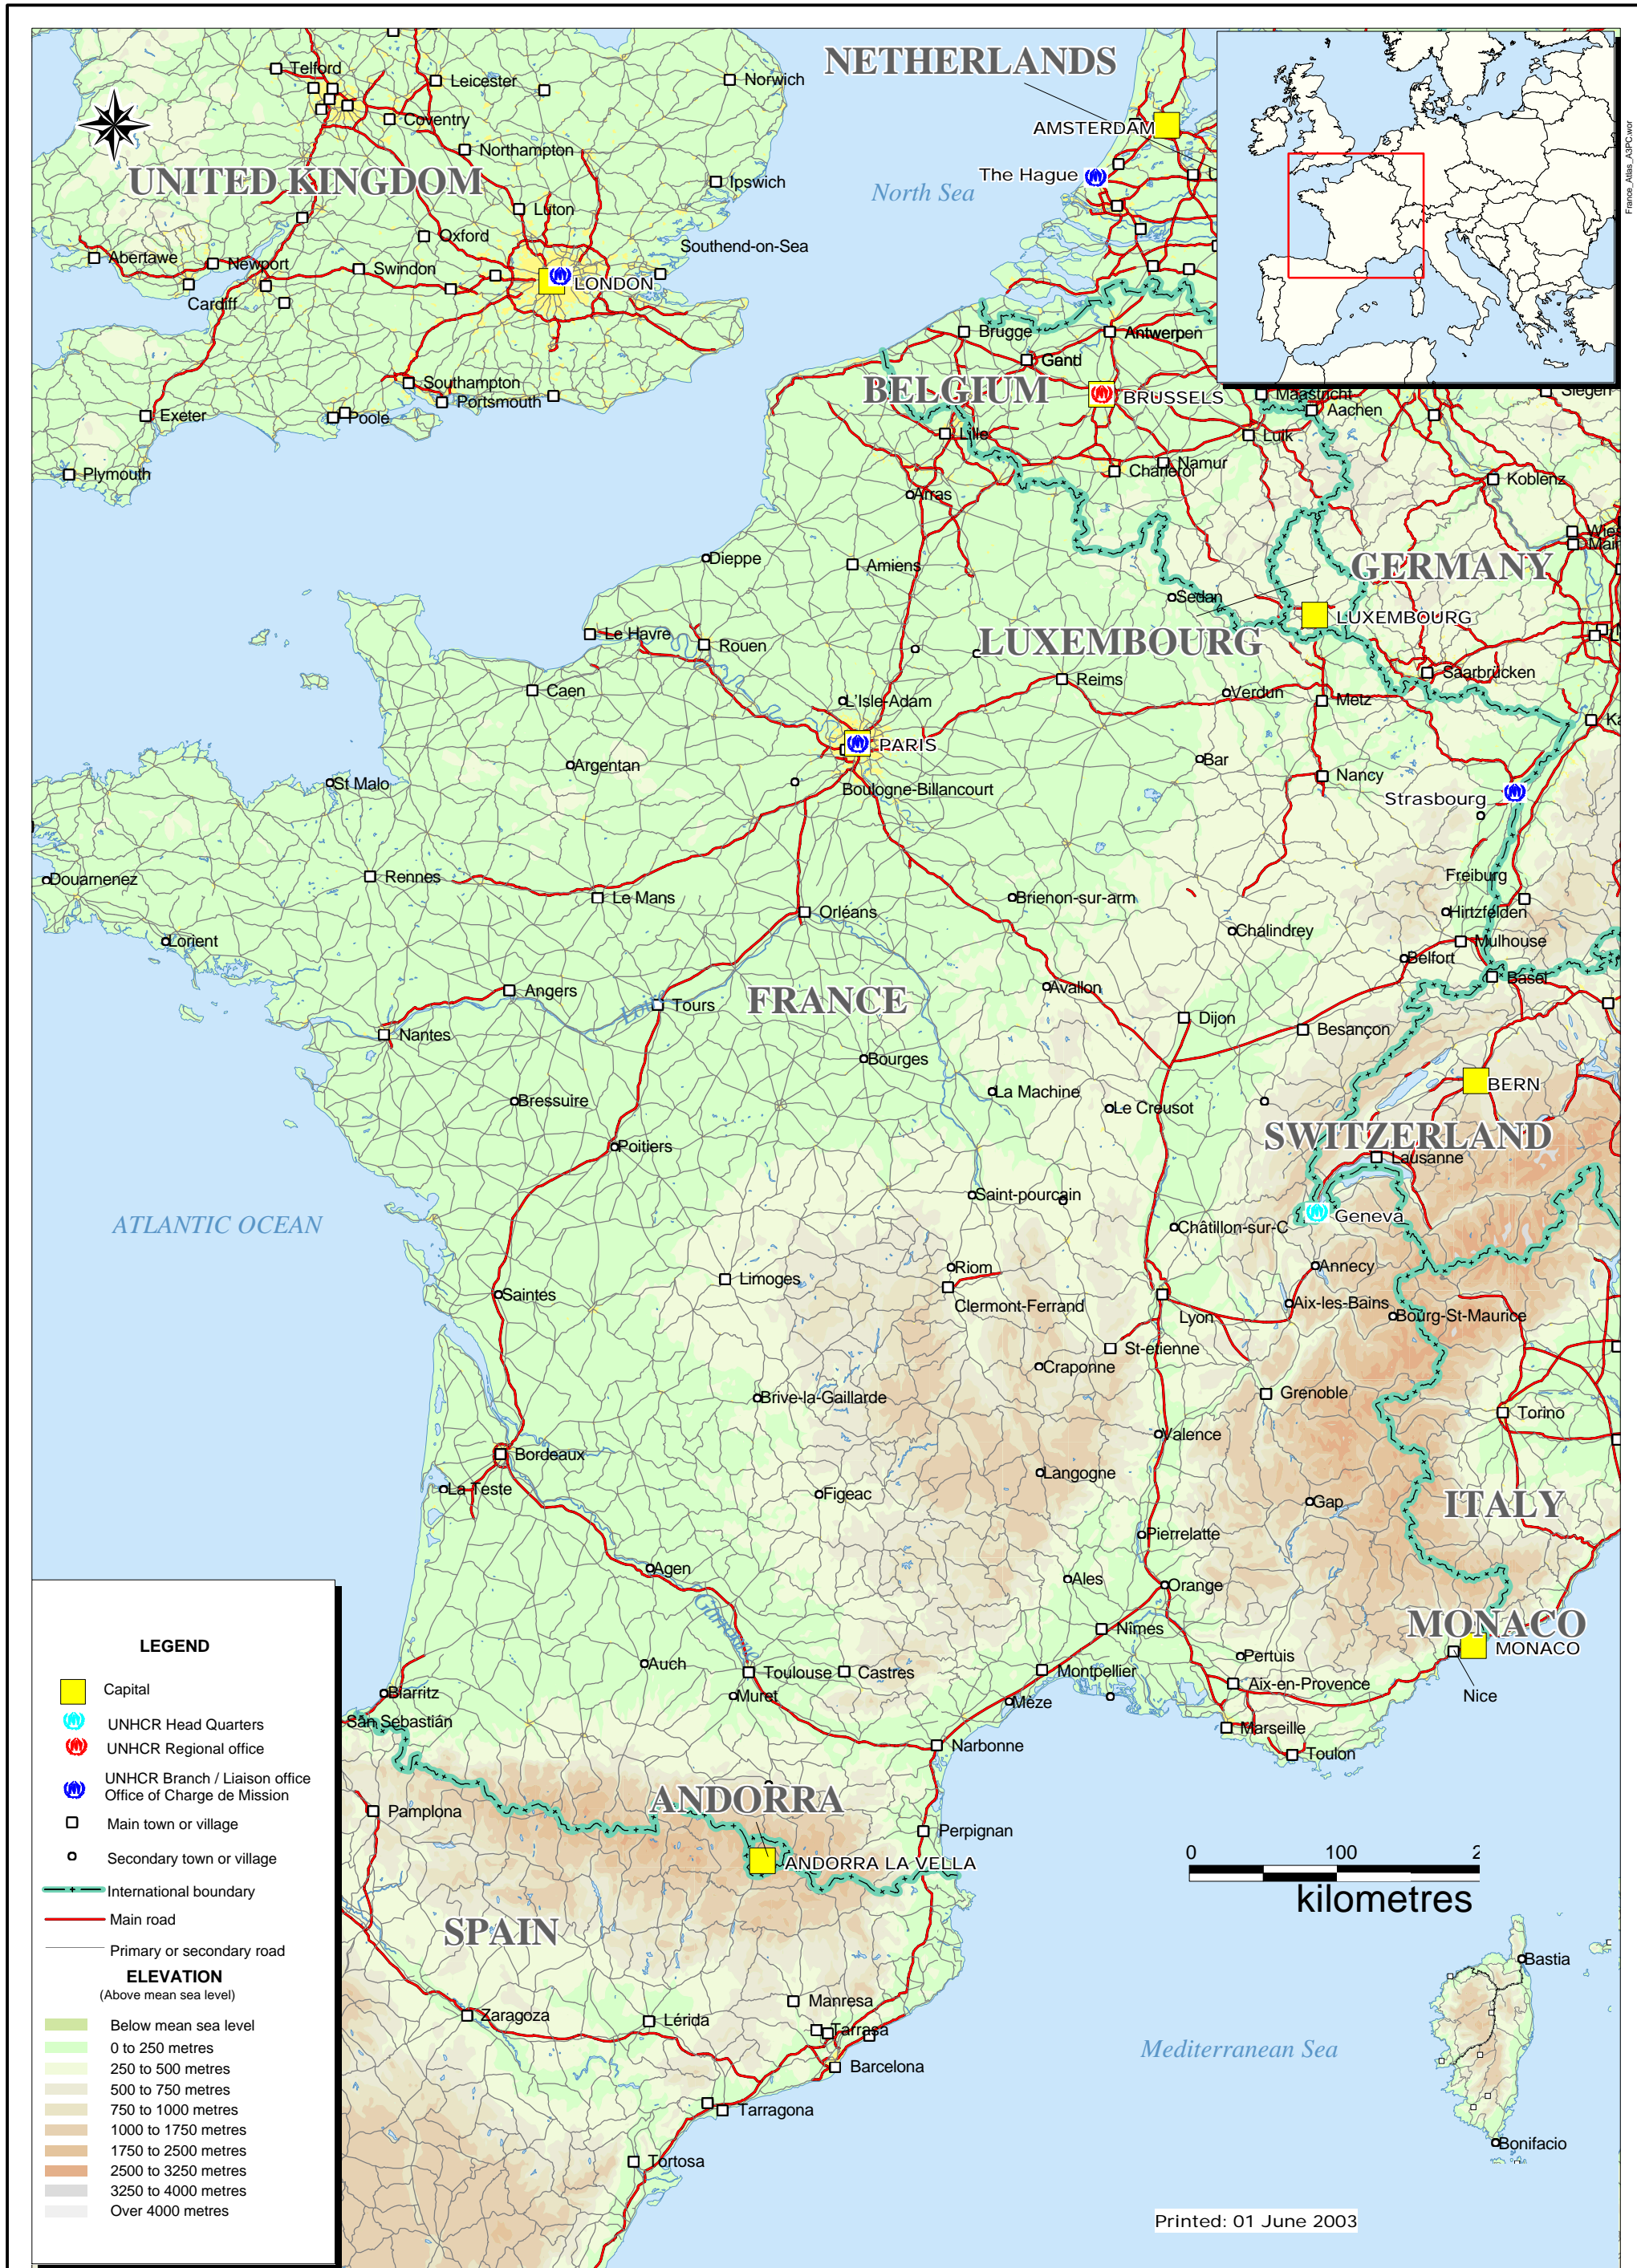 NETHERLANDS
Telford
Leicester
Norwich
AMSTERDAM
Coventry
Northampton
The Hague
UNITED KINGDOM
Ipswich
North Sea
Luton
Oxford
Southend-on-Sea
Abertawe
Newport
Swindon
LONDON
Cardiff
Brugge
Antwerpen
Gand
BELGIUM
Southampton
BRUSSELS
Maastricht
Siegen
Portsmouth
Aachen
Exeter
Poole
Lille
Luik
Plymouth
Charleroi
Namur
Koblenz
Arras
Dieppe
Amiens
GERMANY
Sedan
LUXEMBOURG
Le Havre
Rouen
LUXEMBOURG
Saarbrücken
Reims
Caen
L'Isle-Adam
Verdun
Metz
PARIS
Argentan
Bar
St Malo
Boulogne-Billancourt
Nancy
Strasbourg
Douarnenez
Rennes
Le Mans
Brienon-sur-arm
Freiburg
Orléans
Hirtzfelden
Lorient
Chalindrey
Mulhouse
Belfort
Basel
Angers
Avallon
FRANCE
Tours
Dijon
Nantes
Besançon
Bourges
La Machine
BERN
Bressuire
Le Creusot
SWITZERLAND
Poitiers
Lausanne
Saint-pourcain
ATLANTIC OCEAN
Châtillon-sur-C
Geneva
Riom
Annecy
Limoges
Saintes
Clermont-Ferrand
Aix-les-Bains
Lyon
Bourg-St-Maurice
St-etienne
Craponne
Brive-la-Gaillarde
Grenoble
Torino
Valence
Bordeaux
Langogne
La Teste
Figeac
Gap
ITALY
Pierrelatte
Agen
Ales
Orange
Garonne
Nîmes
MONACO
MONACO
Auch
Toulouse
Castres
Montpellier
Pertuis
Aix-en-Provence
Biarritz
Muret
Mèze
Nice
San Sebastián
Marseille
Narbonne
Toulon
ANDORRA
Pamplona
Perpignan
ANDORRA LA VELLA
0 100 2
kilometres
SPAIN
Bastia
Manresa
Zaragoza
Lérida
Tarrasa
Mediterranean Sea
Barcelona
Tarragona
Bonifacio
Tortosa
Printed: 01 June 2003
LEGEND
Capital
UNHCR Head Quarters
UNHCR Regional office
UNHCR Branch / Liaison office
Office of Charge de Mission
Main town or village
Secondary town or village
International boundary
Main road
Primary or secondary road
ELEVATION
(Above mean sea level)
Below mean sea level
0 to 250 metres
250 to 500 metres
500 to 750 metres
750 to 1000 metres
1000 to 1750 metres
1750 to 2500 metres
2500 to 3250 metres
3250 to 4000 metres
Over 4000 metres
France_Atlas_A3PC.wor